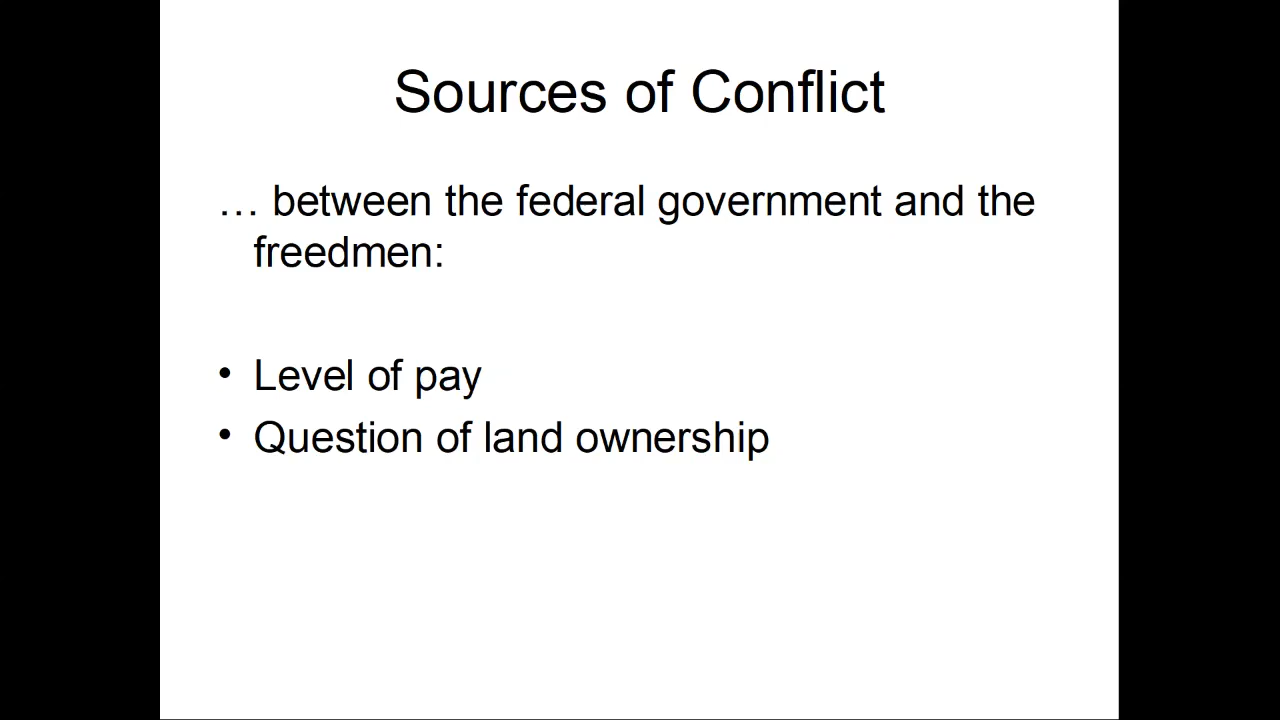 Sources of Conflict
… between the federal government and the
freedmen:
• Level of pay
• Question of land ownership